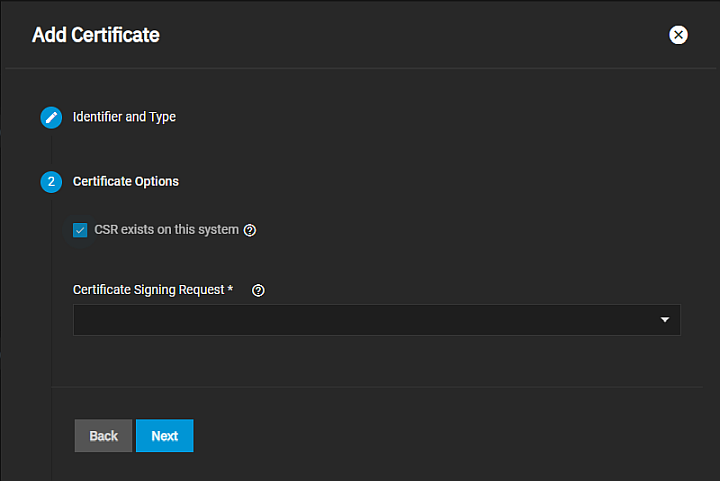 Add Certificate
Identifier and Type
2 Certificate Options
CSR exists on this system ?
Certificate Signing Request * ?
Back Next